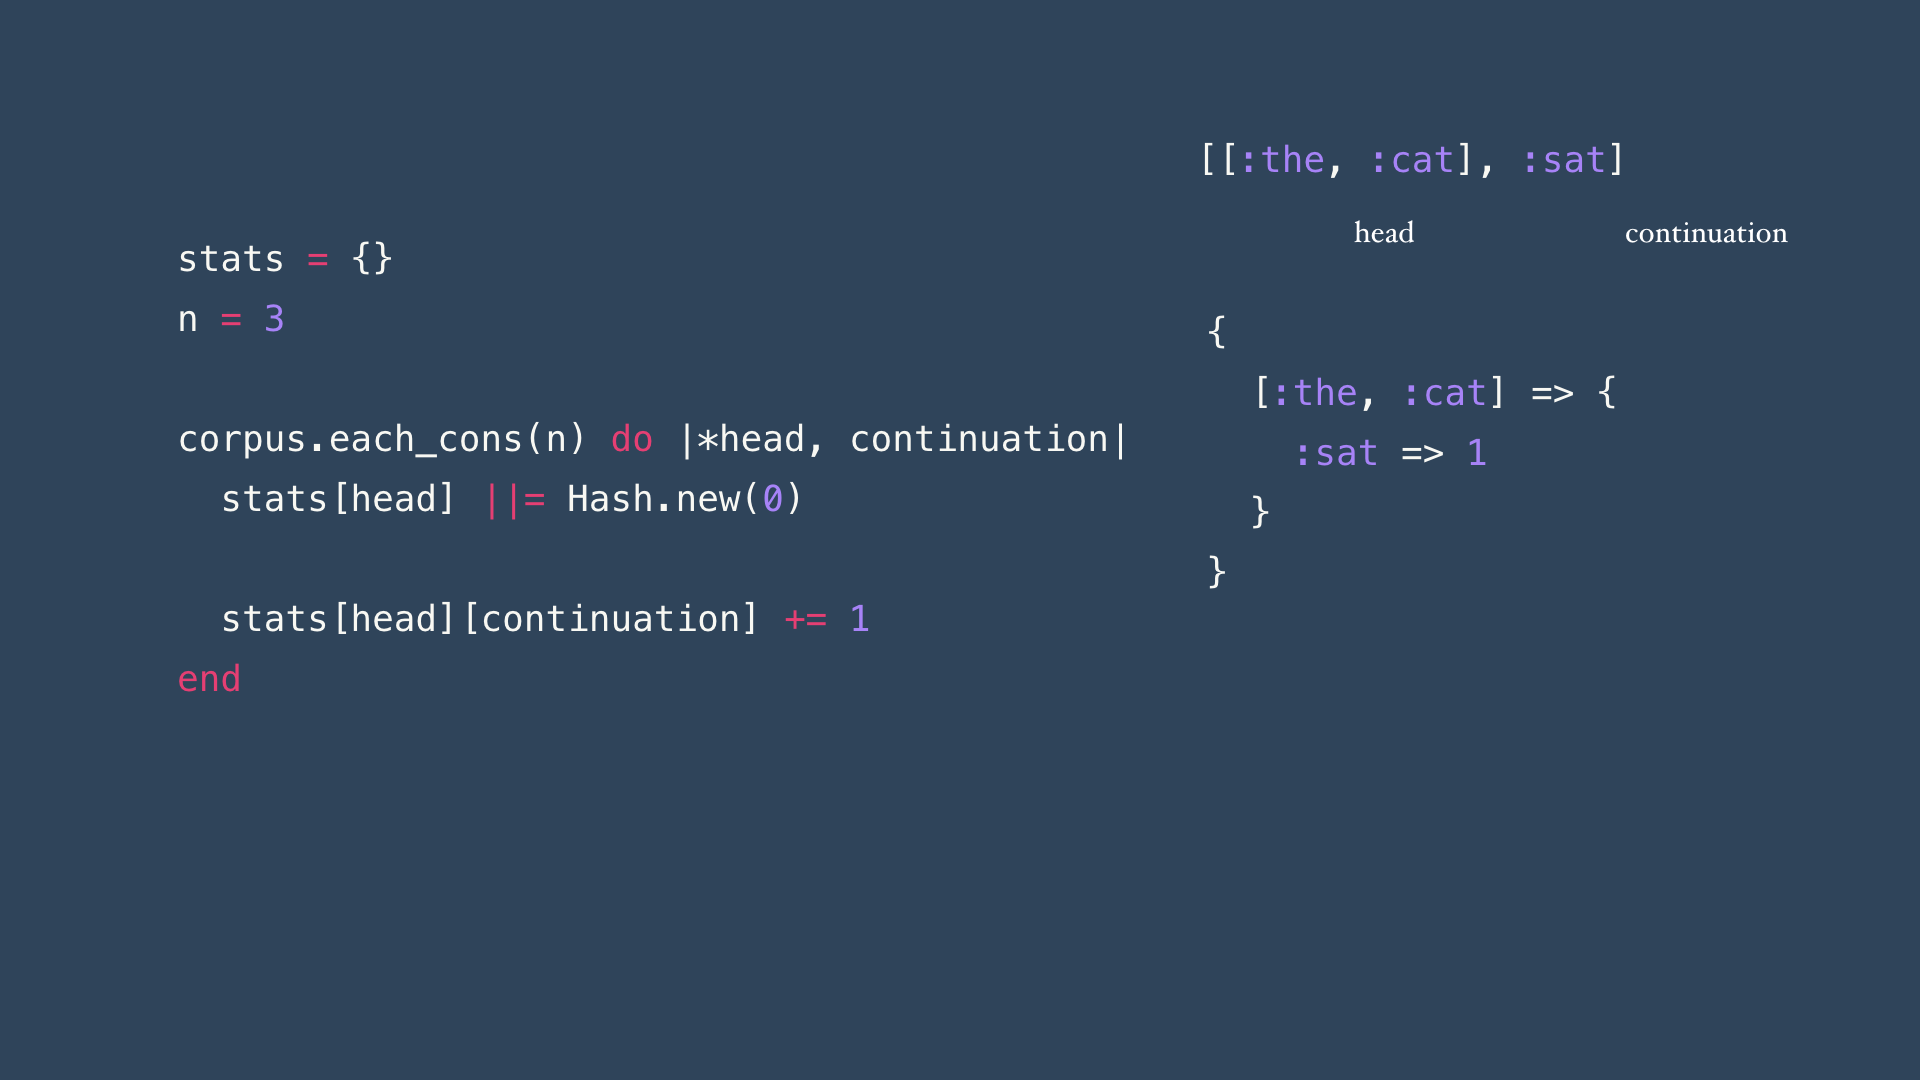 stats = {}
n = 3
corpus.each_cons(n) do |*head, continuation|
  stats[head] ||= Hash.new(0)
  stats[head][continuation] += 1
end
[[:the, :cat], :sat]
head continuation
{
  [:the, :cat] => {
    :sat => 1
  }
}